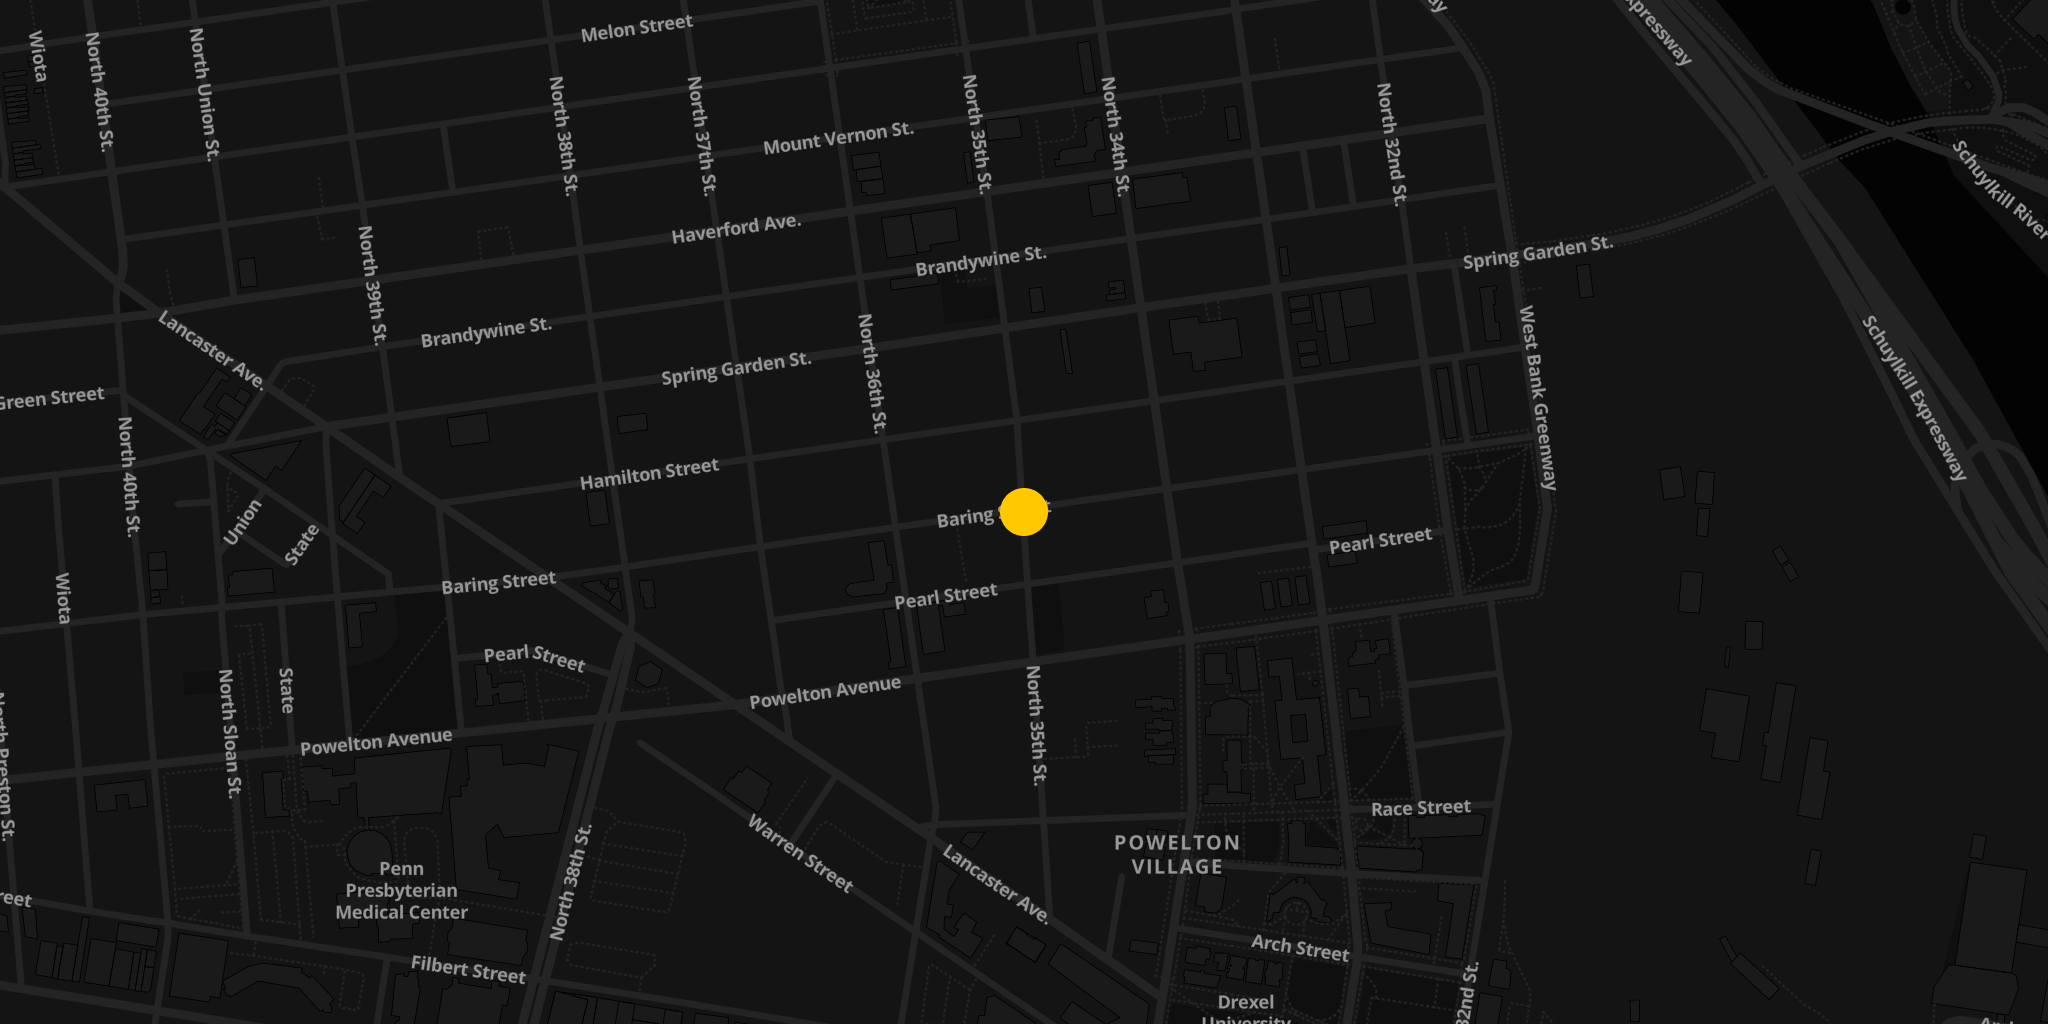 Melon Street
Wiota
North 40th St.
North Union St.
North 38th St.
North 37th St.
Mount Vernon St.
North 35th St.
North 34th St.
North 32nd St.
Schuylkill River
Haverford Ave.
North 39th St.
Brandywine St.
Spring Garden St.
Lancaster Ave.
Brandywine St.
Spring Garden St.
North 36th St.
West Bank Greenway
Schuylkill Expressway
Green Street
North 40th St.
Hamilton Street
Union
State
Baring
Pearl Street
Wiota
Baring Street
Pearl Street
Pearl Street
State
North Sloan St.
Powelton Avenue
North 35th St.
Powelton Avenue
North Preston St.
Race Street
Warren Street
North 38th St.
POWELTON
VILLAGE
Lancaster Ave.
Penn
Presbyterian
Medical Center
Arch Street
Filbert Street
32nd St.
Drexel
University